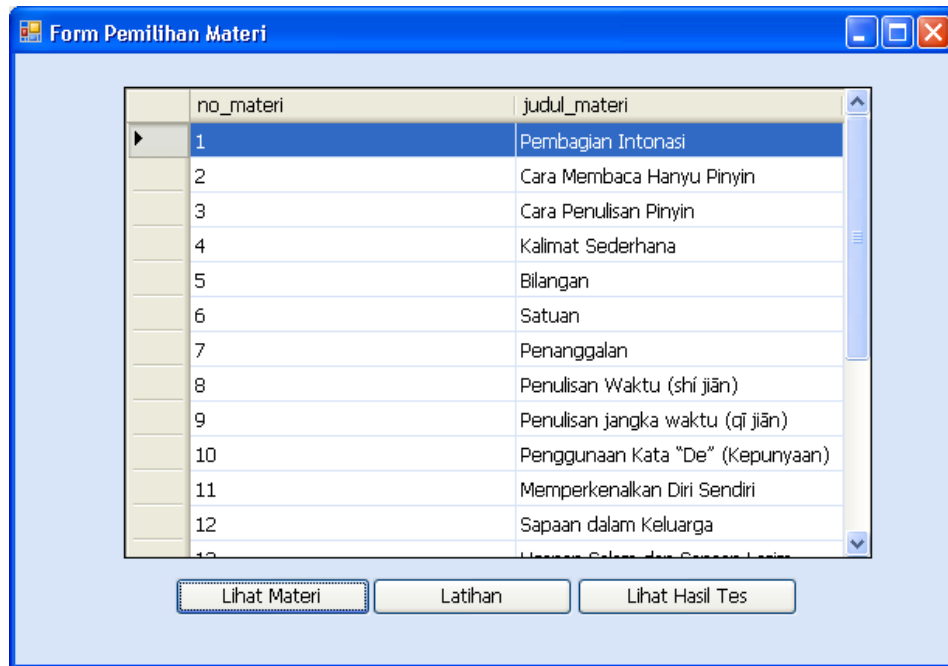 Form Pemilihan Materi
no_materi judul_materi
1 Pembagian Intonasi
2 Cara Membaca Hanyu Pinyin
3 Cara Penulisan Pinyin
4 Kalimat Sederhana
5 Bilangan
6 Satuan
7 Penanggalan
8 Penulisan Waktu (shí jiān)
9 Penulisan jangka waktu (qī jiān)
10 Penggunaan Kata “De” (Kepunyaan)
11 Memperkenalkan Diri Sendiri
12 Sapaan dalam Keluarga
Lihat Materi Latihan Lihat Hasil Tes